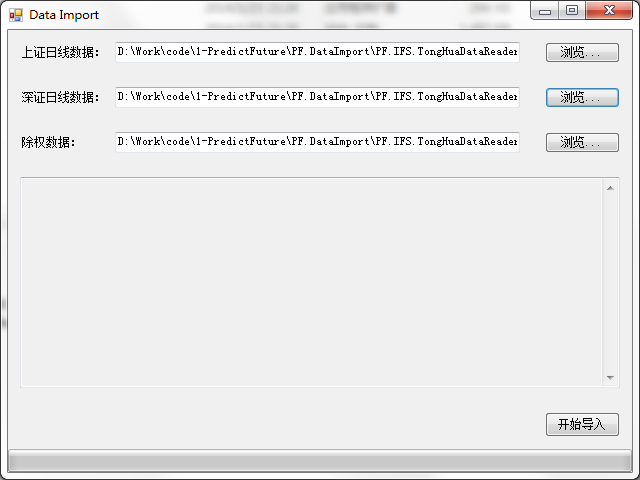 Data Import
上证日线数据: D:\Work\code\1-PredictFuture\PF.DataImport\PF.IFS.TongHuaDataReader 浏览...
深证日线数据: D:\Work\code\1-PredictFuture\PF.DataImport\PF.IFS.TongHuaDataReader 浏览...
除权数据: D:\Work\code\1-PredictFuture\PF.DataImport\PF.IFS.TongHuaDataReader 浏览...
开始导入